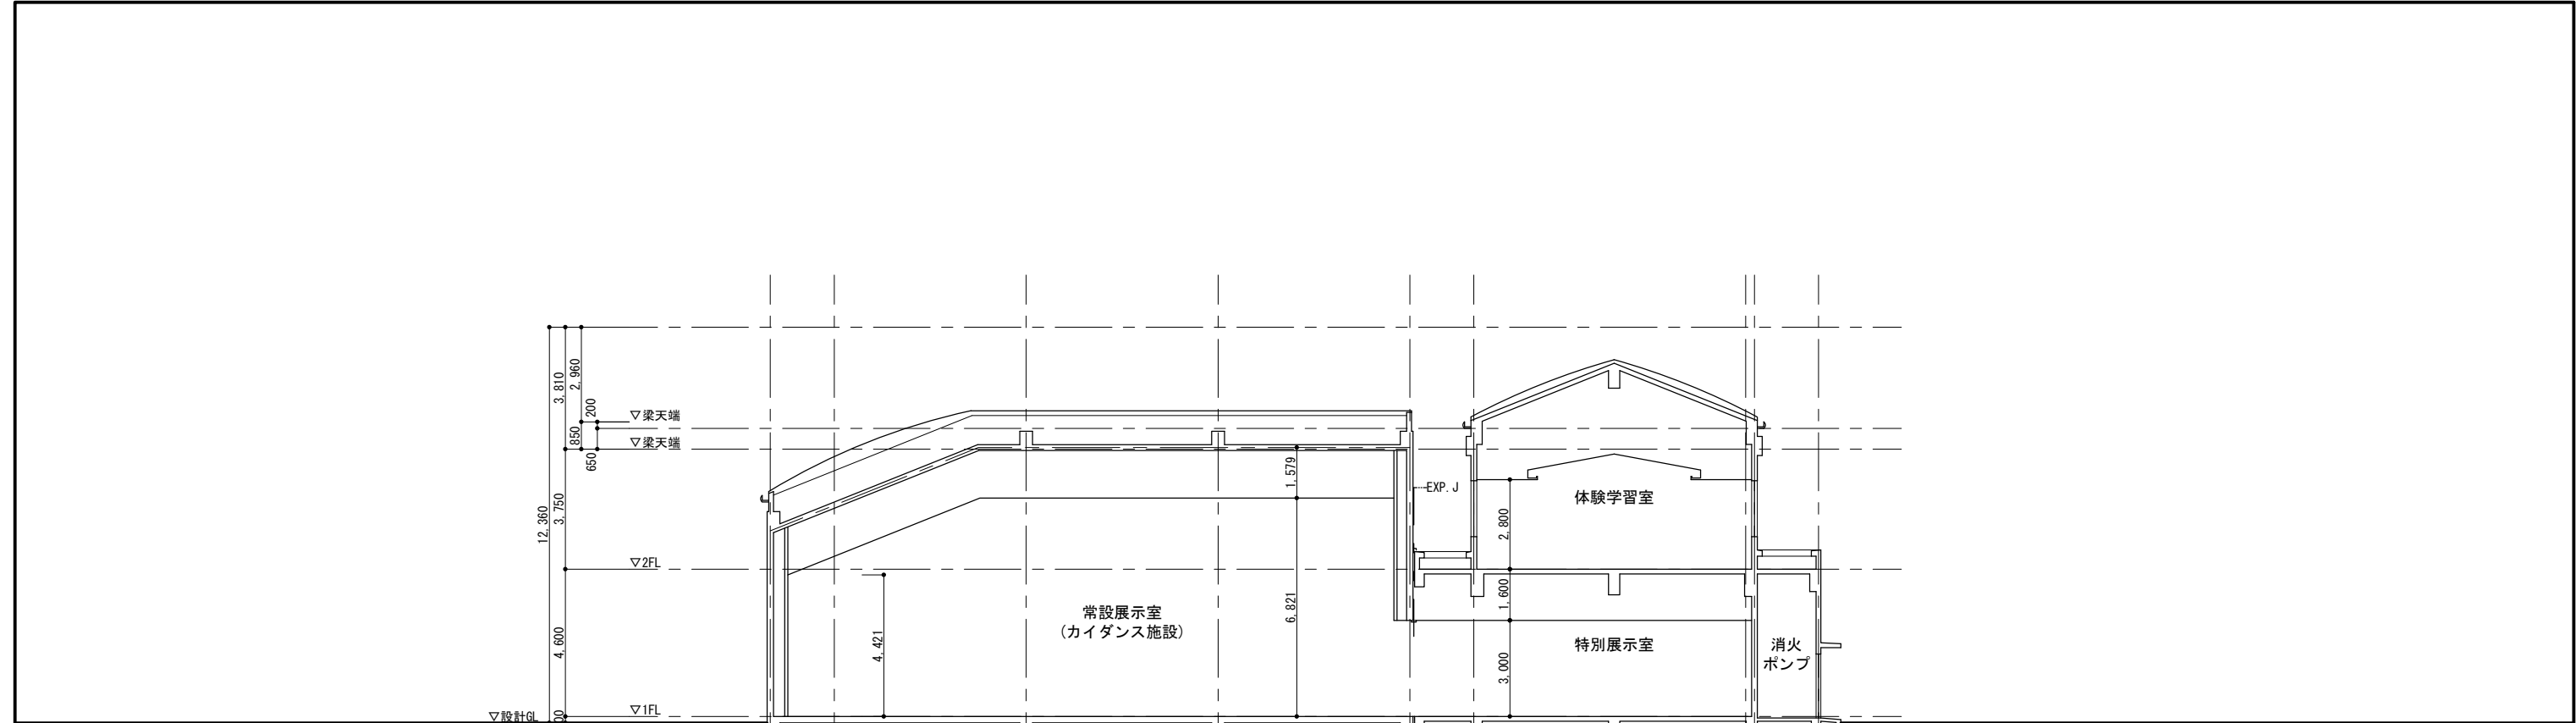 12,360
3,810
2,960
200
850
650
▽梁天端
▽梁天端
3,750
1,579
EXP. J
体験学習室
2,800
▽2FL
常設展示室
(カイダンス施設)
4,600
4,421
6,821
1,600
特別展示室
3,000
消火
ポンプ
▽1FL
▽設計GL